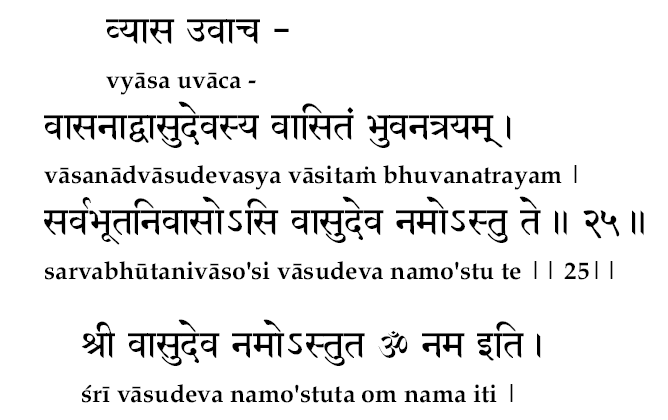 व्यास उवाच -
vyāsa uvāca -
वासनाद्वासुदेवस्य वासितं भुवनत्रयम् ।
vāsanādvāsudevasya vāsitaṁ bhuvanatrayam |
सर्वभूतनिवासोऽसि वासुदेव नमोऽस्तु ते ॥ २५ ॥
sarvabhūtanivāso'si vāsudeva namo'stu te || 25||
श्री वासुदेव नमोऽस्तुत ॐ नम इति ।
śrī vāsudeva namo'stuta om nama iti |